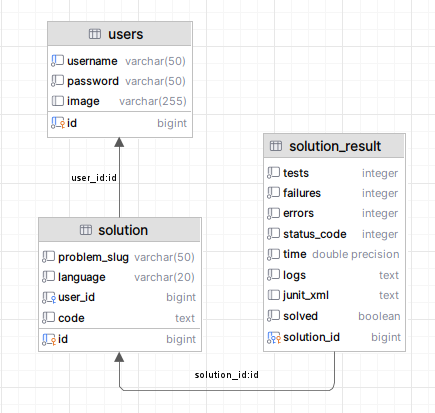 users
username varchar(50)
password varchar(50)
image varchar(255)
id bigint
user_id:id
solution
problem_slug varchar(50)
language varchar(20)
user_id bigint
code text
id bigint
solution_result
tests integer
failures integer
errors integer
status_code integer
time double precision
logs text
junit_xml text
solved boolean
solution_id bigint
solution_id:id